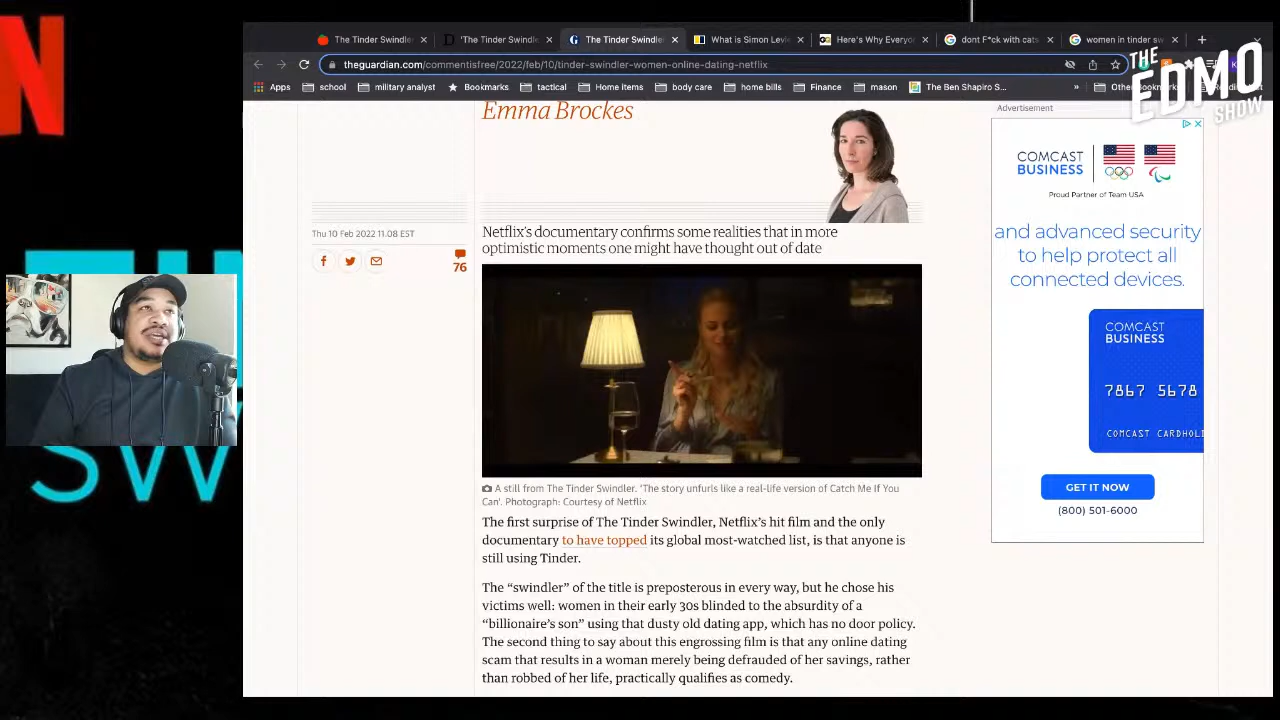 The Tinder Swindler
'The Tinder Swindle
The Tinder Swindle
What is Simon Levie
Here's Why Everyon
dont F*ck with cats
women in tinder sw
theguardian.com/commentisfree/2022/feb/10/tinder-swindler-women-online-dating-netflix
Apps
school
military analyst
Bookmarks
tactical
Home items
body care
home bills
Finance
mason
The Ben Shapiro S...
»
THE
EDMO
SHOW
N
SW
Emma Brockes
Thu 10 Feb 2022 11.08 EST
76
Netflix's documentary confirms some realities that in more
optimistic moments one might have thought out of date
A still from The Tinder Swindler. 'The story unfurls like a real-life version of Catch Me If You
Can'. Photograph: Courtesy of Netflix
The first surprise of The Tinder Swindler, Netflix's hit film and the only
documentary to have topped its global most-watched list, is that anyone is
still using Tinder.
The “swindler” of the title is preposterous in every way, but he chose his
victims well: women in their early 30s blinded to the absurdity of a
“billionaire's son” using that dusty old dating app, which has no door policy.
The second thing to say about this engrossing film is that any online dating
scam that results in a woman merely being defrauded of her savings, rather
than robbed of her life, practically qualifies as comedy.
Advertisement
COMCAST
BUSINESS
Proud Partner of Team USA
and advanced security
to help protect all
connected devices.
COMCAST
BUSINESS
7867 5678
COMCAST CARDHOL
GET IT NOW
(800) 501-6000